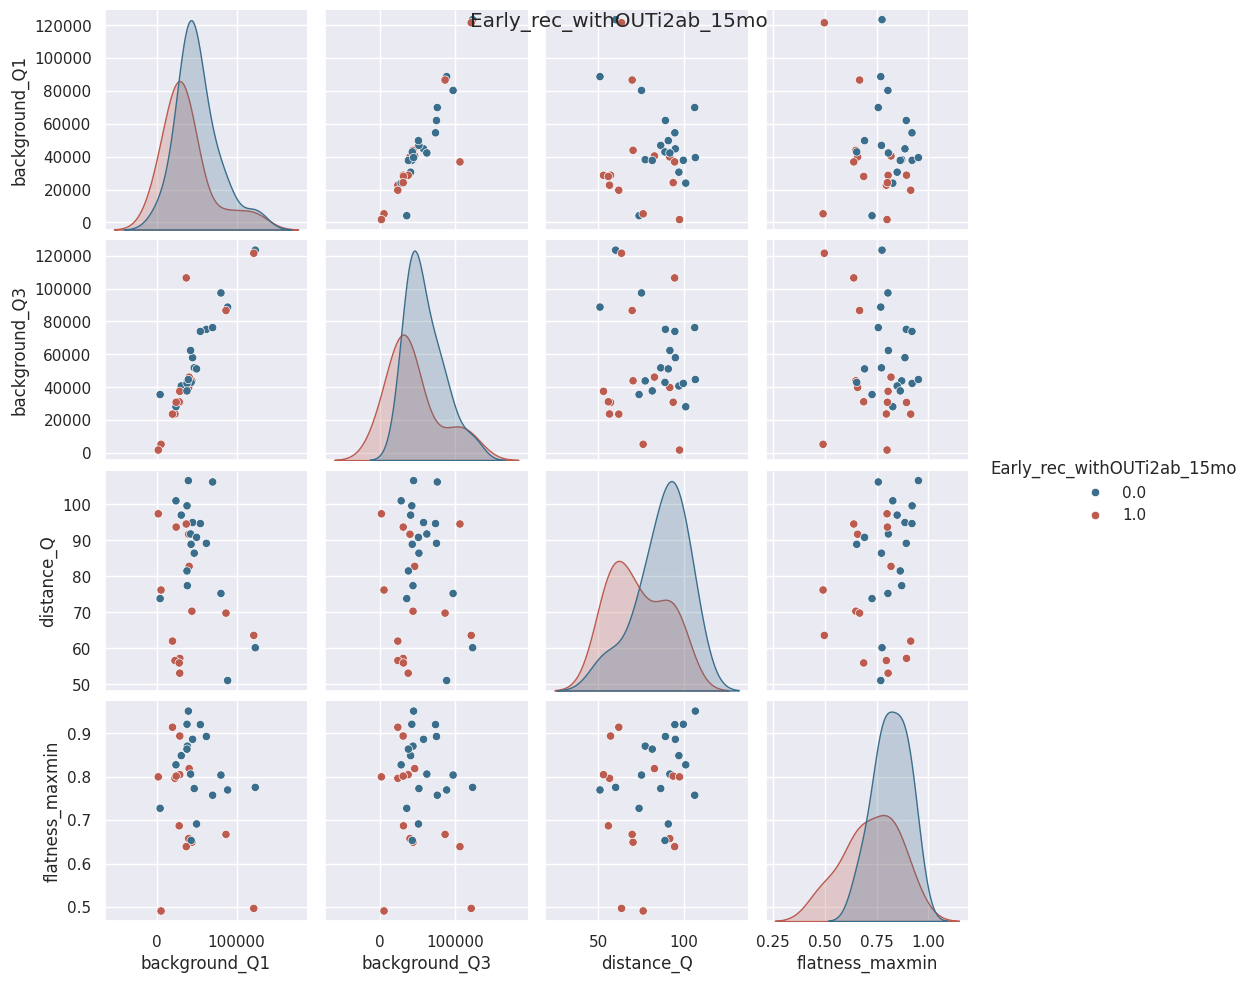 Early_rec_withOUTi2ab_15mo
background_Q1
120000
100000
80000
60000
40000
20000
0
background_Q3
120000
100000
80000
60000
40000
20000
0
distance_Q
100
90
80
70
60
50
flatness_maxmin
0.9
0.8
0.7
0.6
0.5
0 100000
0 100000
50 100
0.25 0.50 0.75 1.00
background_Q1
background_Q3
distance_Q
flatness_maxmin
Early_rec_withOUTi2ab_15mo
0.0
1.0